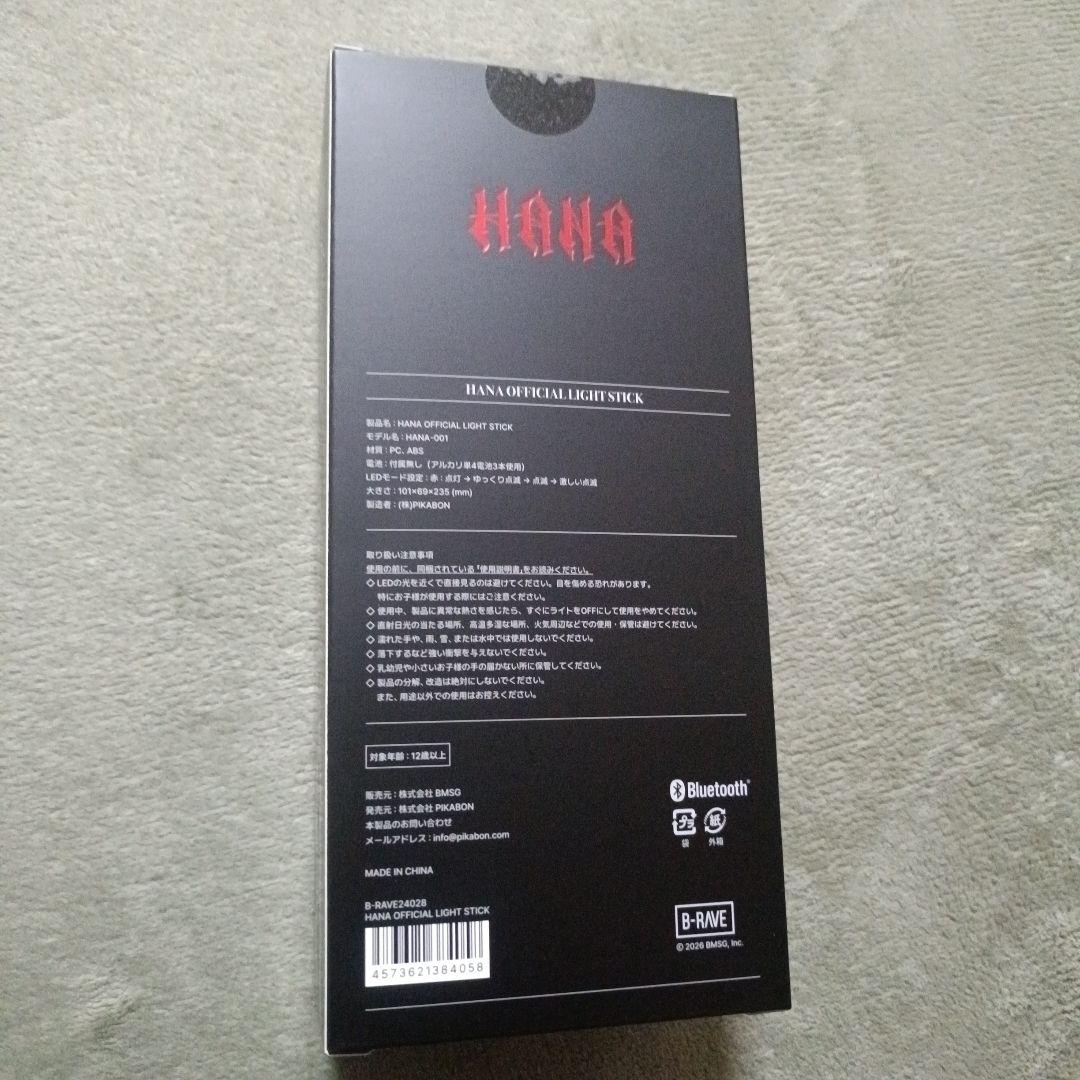 HANA
HANA OFFICIAL LIGHT STICK
製品名：HANA OFFICIAL LIGHT STICK
モデル名：HANA-001
材質：PC、ABS
電池：付属無し（アルカリ単4電池3本使用）
LEDモード設定：赤：点灯 → ゆっくり点滅 → 点滅 → 激しい点滅
大きさ：101×69×235 (mm)
製造者：(株)PIKABON
取り扱い注意事項
使用の前に、同梱されている「使用説明書」をお読みください。
◇ LEDの光を近くで直接見るのは避けてください。目を傷める恐れがあります。
特にお子様が使用する際にはご注意ください。
◇ 使用中、製品に異常な熱さを感じたら、すぐにライトをOFFにして使用をやめてください。
◇ 直射日光の当たる場所、高温多湿な場所、火気周辺などでの使用・保管は避けてください。
◇ 濡れた手や、雨、雪、または水中では使用しないでください。
◇ 落下するなど強い衝撃を与えないでください。
◇ 乳幼児や小さいお子様の手の届かない所に保管してください。
◇ 製品の分解、改造は絶対にしないでください。
また、用途以外での使用はお控えください。
対象年齢：12歳以上
販売元：株式会社 BMSG
発売元：株式会社 PIKABON
本製品のお問い合わせ
メールアドレス：info@pikabon.com
MADE IN CHINA
B-RAVE24028
HANA OFFICIAL LIGHT STICK
4573621384058
Bluetooth®
プラ 紙
袋 外箱
B-RAVE
© 2026 BMSG, Inc.